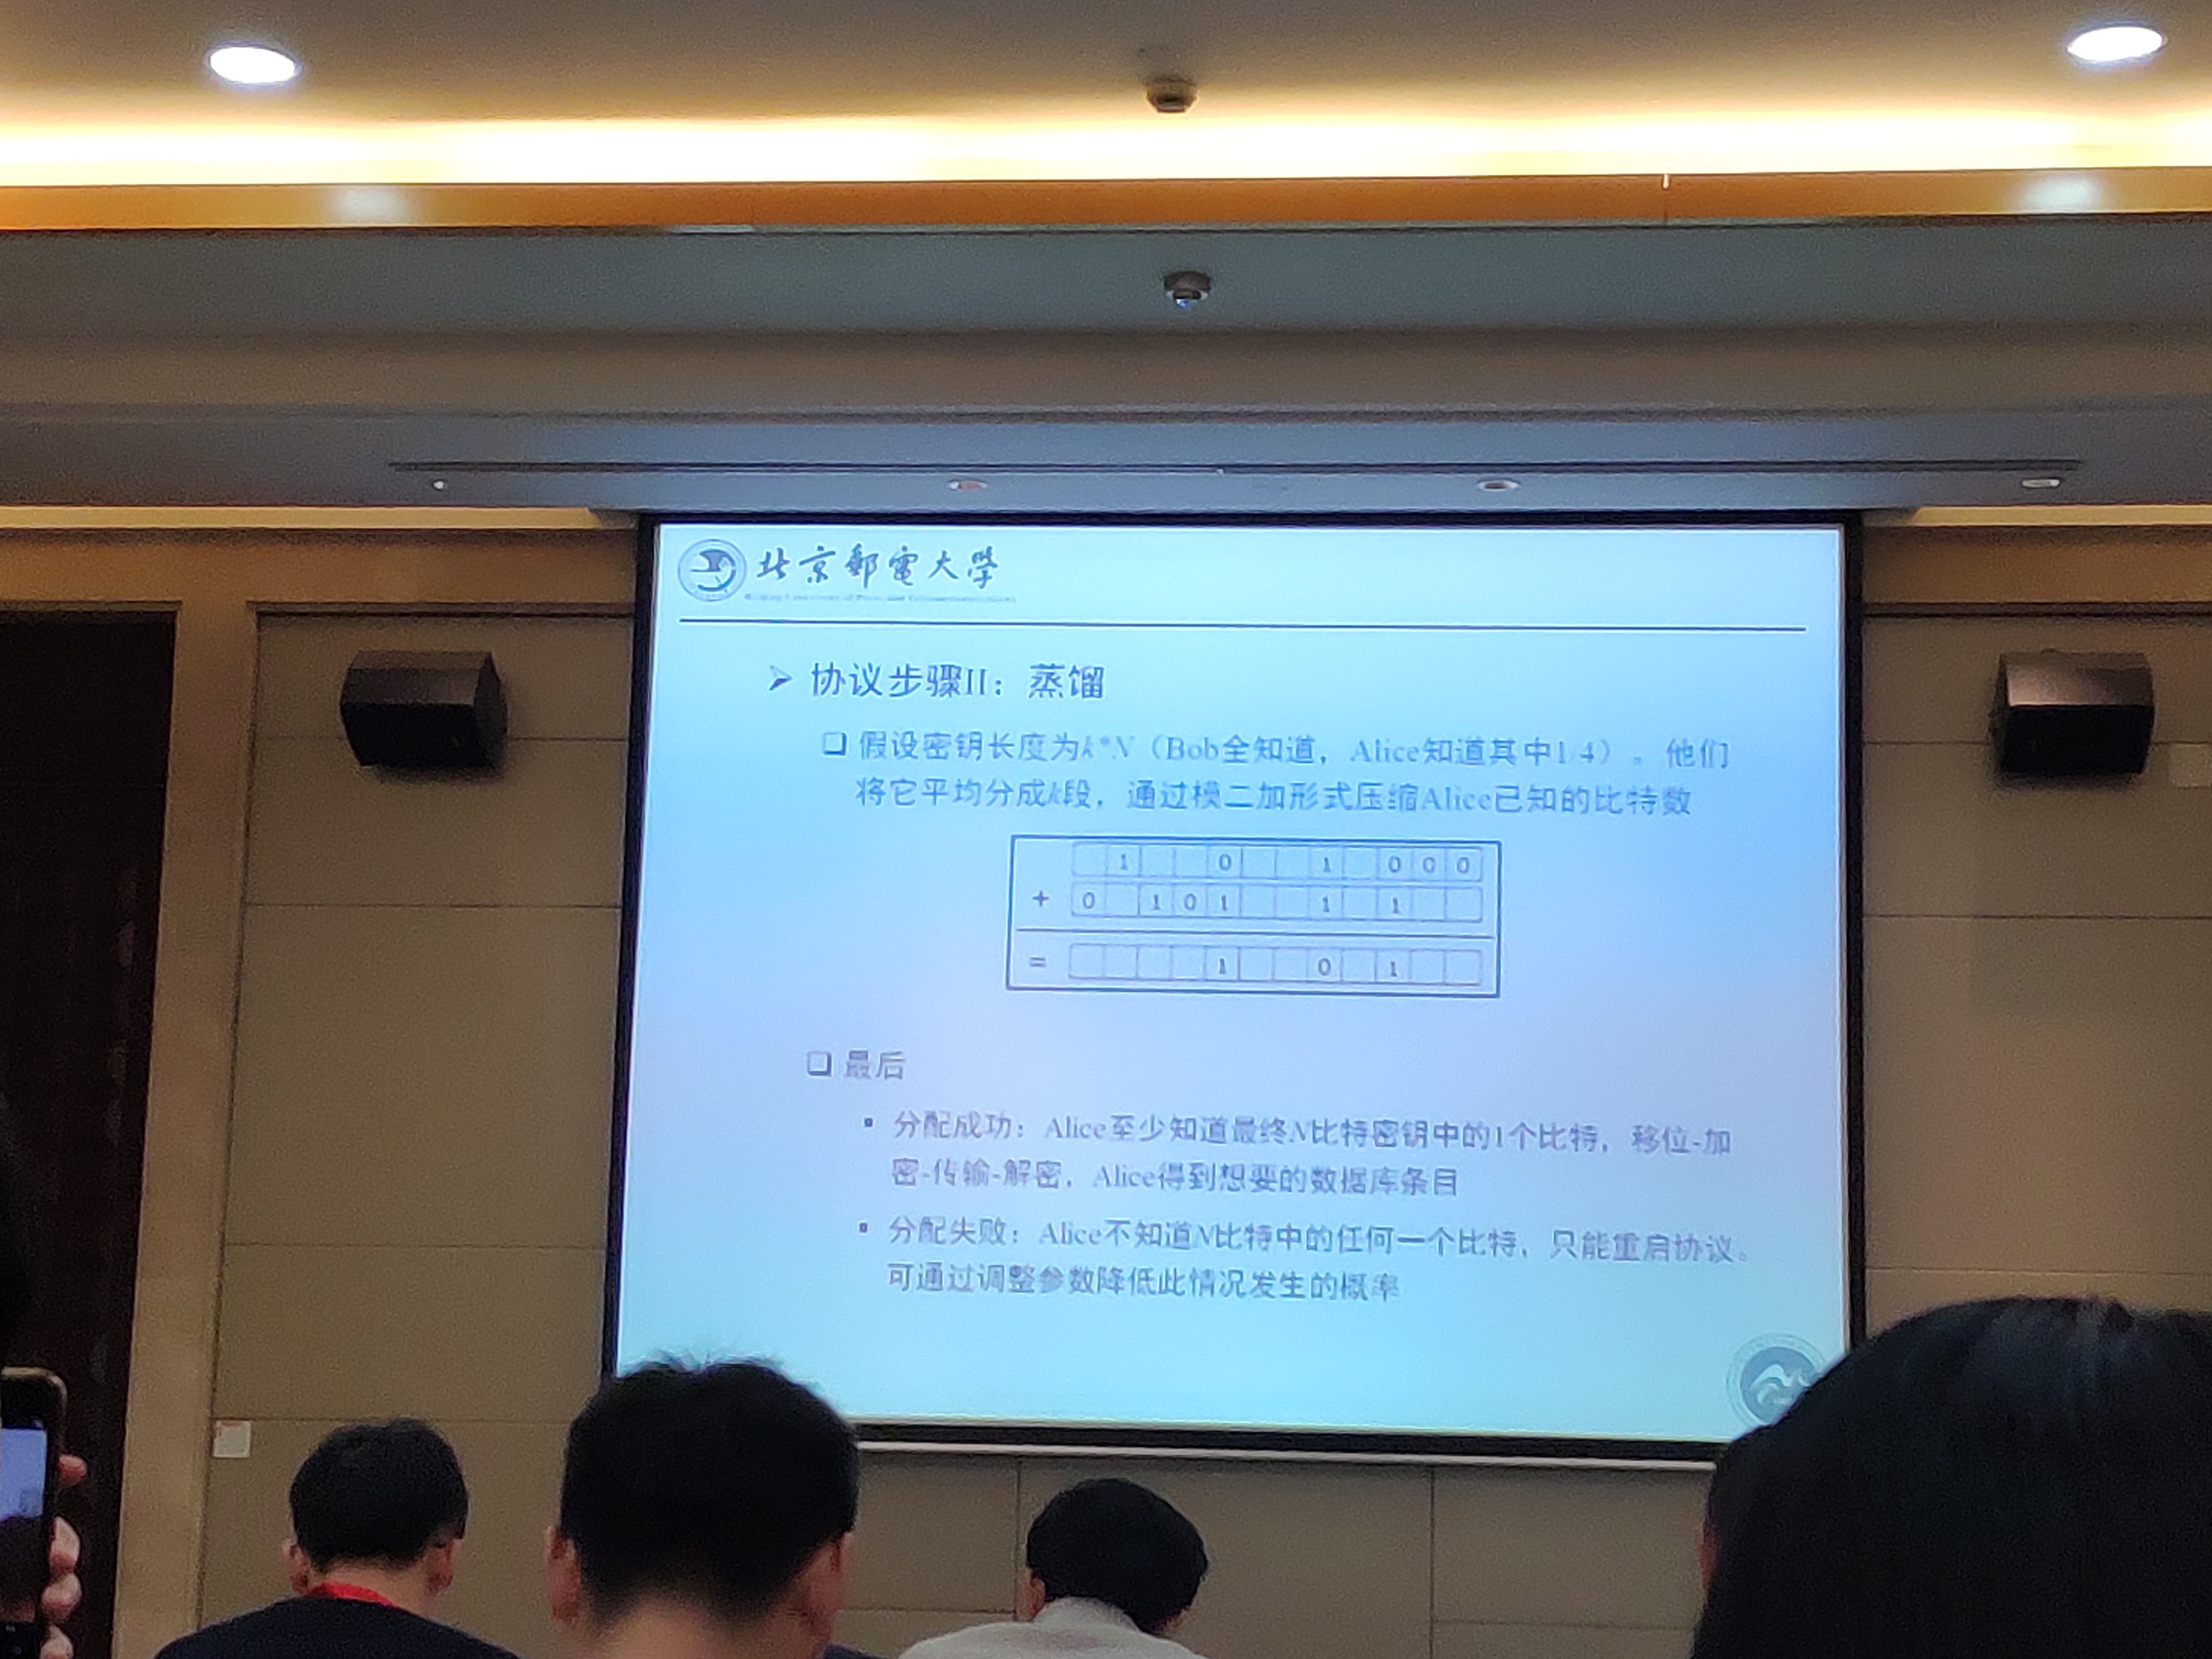 北京郵電大學
Beijing University of Posts and Telecommunications
➢ 协议步骤II：蒸馏
❑ 假设密钥长度为k*N（Bob全知道，Alice知道其中1/4）。他们
将它平均分成k段，通过模二加形式压缩Alice已知的比特数
1 0 1 0 0 0
+ 0 1 0 1 1 1
= 1 0 1
❑ 最后
▪ 分配成功：Alice至少知道最终N比特密钥中的1个比特，移位-加
密-传输-解密，Alice得到想要的数据库条目
▪ 分配失败：Alice不知道N比特中的任何一个比特，只能重启协议。
可通过调整参数降低此情况发生的概率